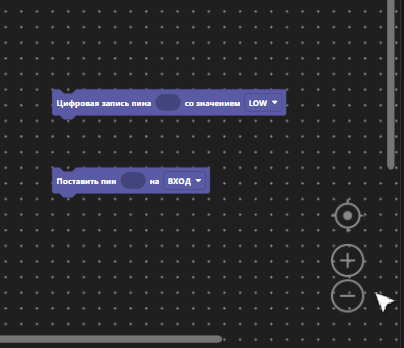 Цифровая запись пина со значением LOW
Поставить пин на ВХОД